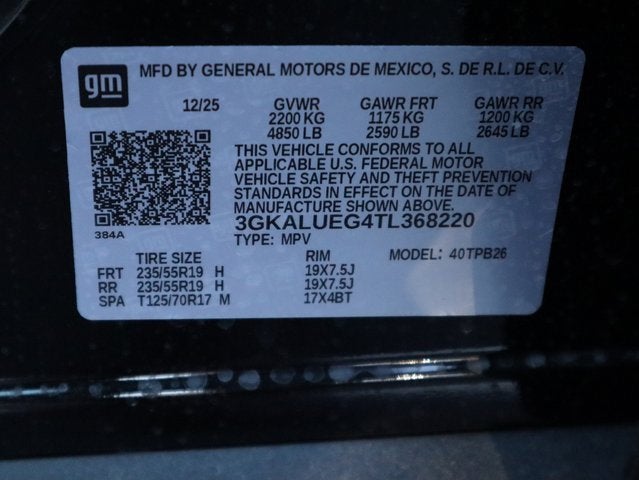 gm
MFD BY GENERAL MOTORS DE MEXICO, S. DE R.L. DE C.V.
12/25 GVWR GAWR FRT GAWR RR
2200 KG 1175 KG 1200 KG
4850 LB 2590 LB 2645 LB
THIS VEHICLE CONFORMS TO ALL
APPLICABLE U.S. FEDERAL MOTOR
VEHICLE SAFETY AND THEFT PREVENTION
STANDARDS IN EFFECT ON THE DATE OF
MANUFACTURE SHOWN ABOVE.
3GKALUEG4TL368220
384A
TYPE: MPV MODEL: 40TPB26
TIRE SIZE RIM
FRT 235/55R19 H 19X7.5J
RR 235/55R19 H 19X7.5J
SPA T125/70R17 M 17X4BT